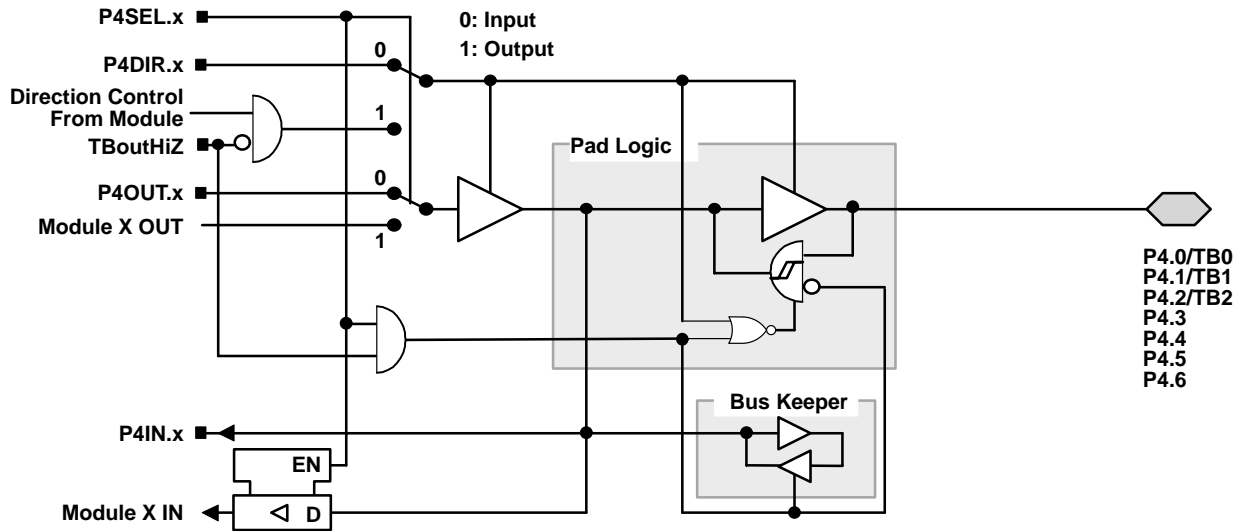 P4SEL.x
0: Input
1: Output
0
P4DIR.x
Direction Control
From Module
1
TBoutHiZ
Pad Logic
P4OUT.x
0
Module X OUT
1
P4.0/TB0
P4.1/TB1
P4.2/TB2
P4.3
P4.4
P4.5
P4.6
Bus Keeper
P4IN.x
EN
Module X IN
D